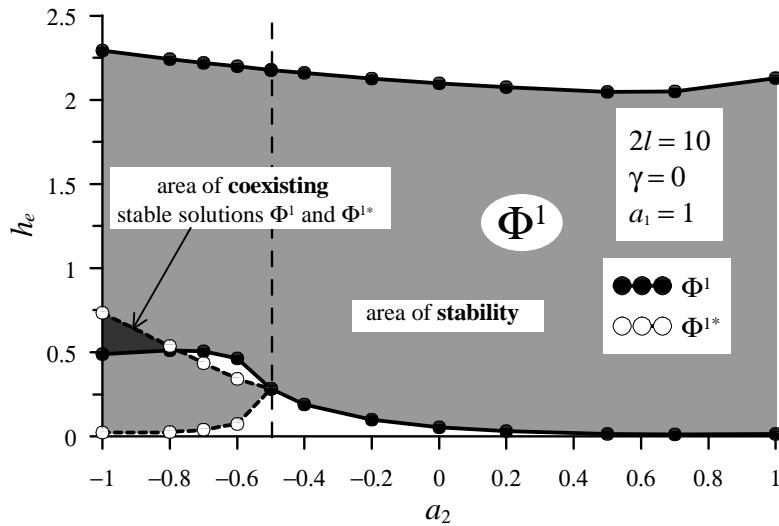 2.5
2
1.5
1
0.5
0
h_e
area of coexisting
stable solutions Φ¹ and Φ¹*
Φ¹
2l = 10
γ = 0
a₁ = 1
Φ¹
Φ¹*
area of stability
−1 −0.8 −0.6 −0.4 −0.2 0 0.2 0.4 0.6 0.8 1
a₂